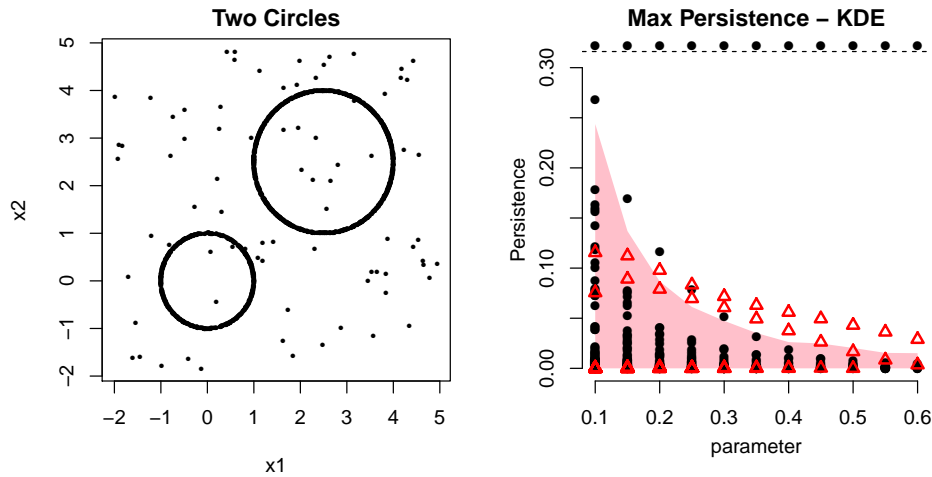 Two Circles
x2
5
4
3
2
1
0
−1
−2
−2 −1 0 1 2 3 4 5
x1
Max Persistence − KDE
Persistence
0.30
0.20
0.10
0.00
0.1 0.2 0.3 0.4 0.5 0.6
parameter